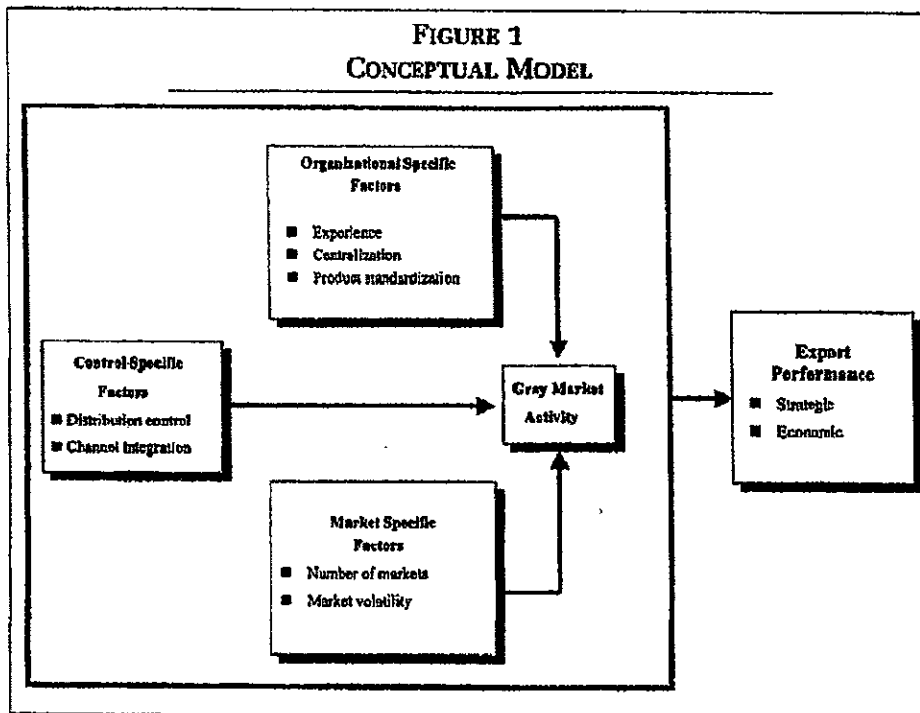 FIGURE 1
CONCEPTUAL MODEL
Organizational Specific
Factors
■ Experience
■ Centralization
■ Product standardization
Control-Specific
Factors
■ Distribution control
■ Channel integration
Gray Market
Activity
Export
Performance
■ Strategic
■ Economic
Market Specific
Factors
■ Number of markets
■ Market volatility